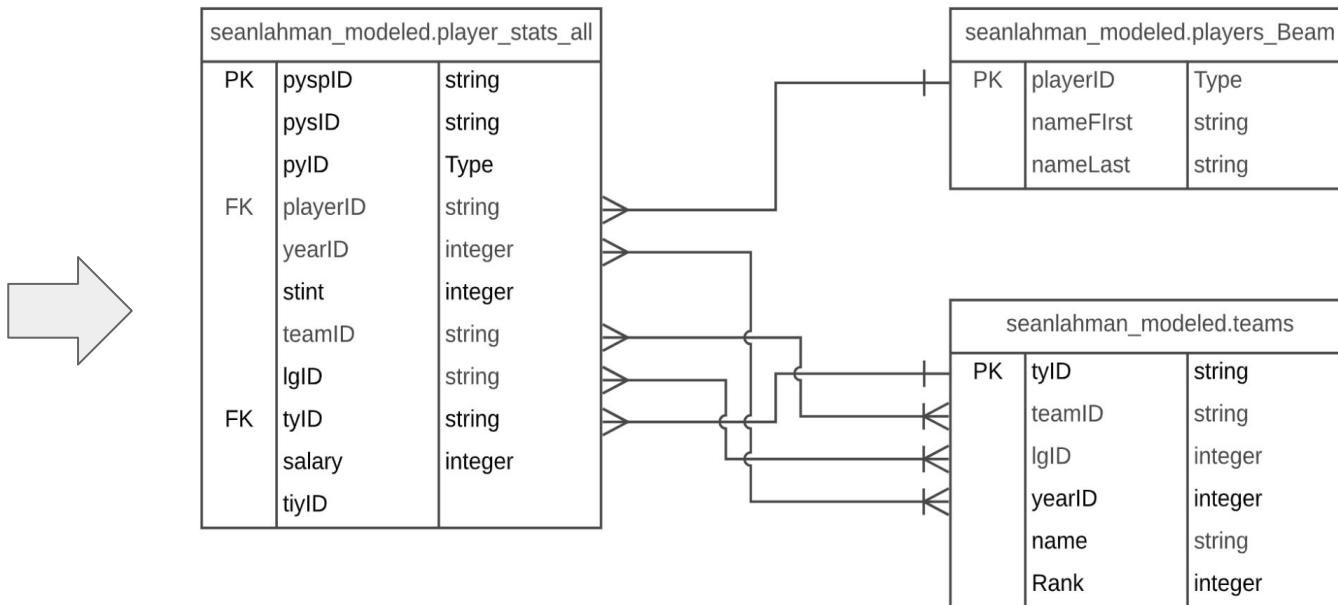 seanlahman_modeled.player_stats_all
PK pyspID string
pysID string
pyID Type
FK playerID string
yearID integer
stint integer
teamID string
lgID string
FK tyID string
salary integer
tiyID
seanlahman_modeled.players_Beam
PK playerID Type
nameFIrst string
nameLast string
seanlahman_modeled.teams
PK tyID string
teamID string
lgID integer
yearID integer
name string
Rank integer